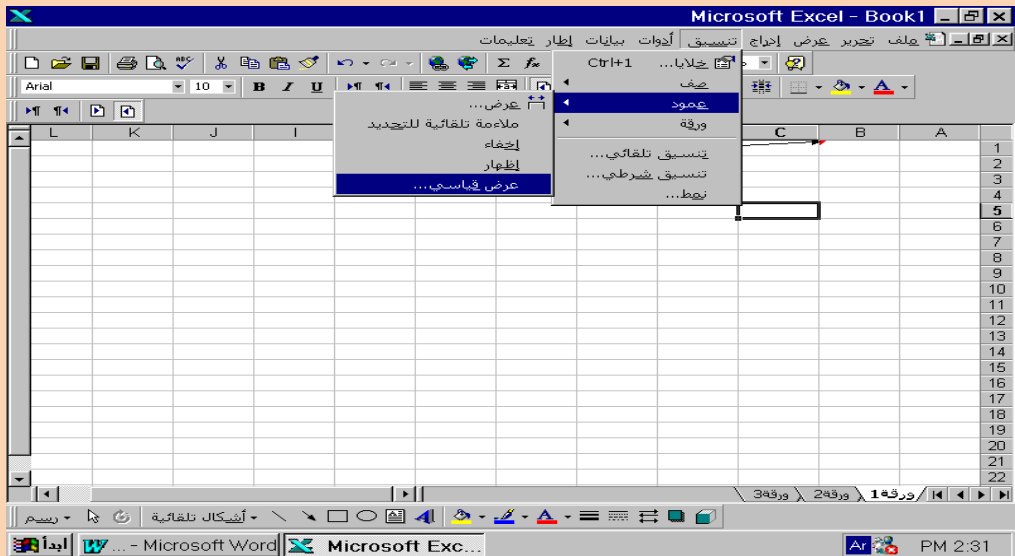 Microsoft Excel - Book1
ملف تحرير عرض إدراج تنسيق أدوات بيانات إطار تعليمات
Arial 10 B I U
خلايا... Ctrl+1
صف
عمود
ورقة
تنسيق تلقائي...
تنسيق شرطي...
نمط...
عرض...
ملاءمة تلقائية للتحديد
إخفاء
إظهار
عرض قياسي...
A B C I J K L
1
2
3
4
5
6
7
8
9
10
11
12
13
14
15
16
17
18
19
20
21
22
ورقة1 ورقة2 ورقة3
رسم أشكال تلقائية
ابدأ ... - Microsoft Word Microsoft Exc... Ar PM 2:31